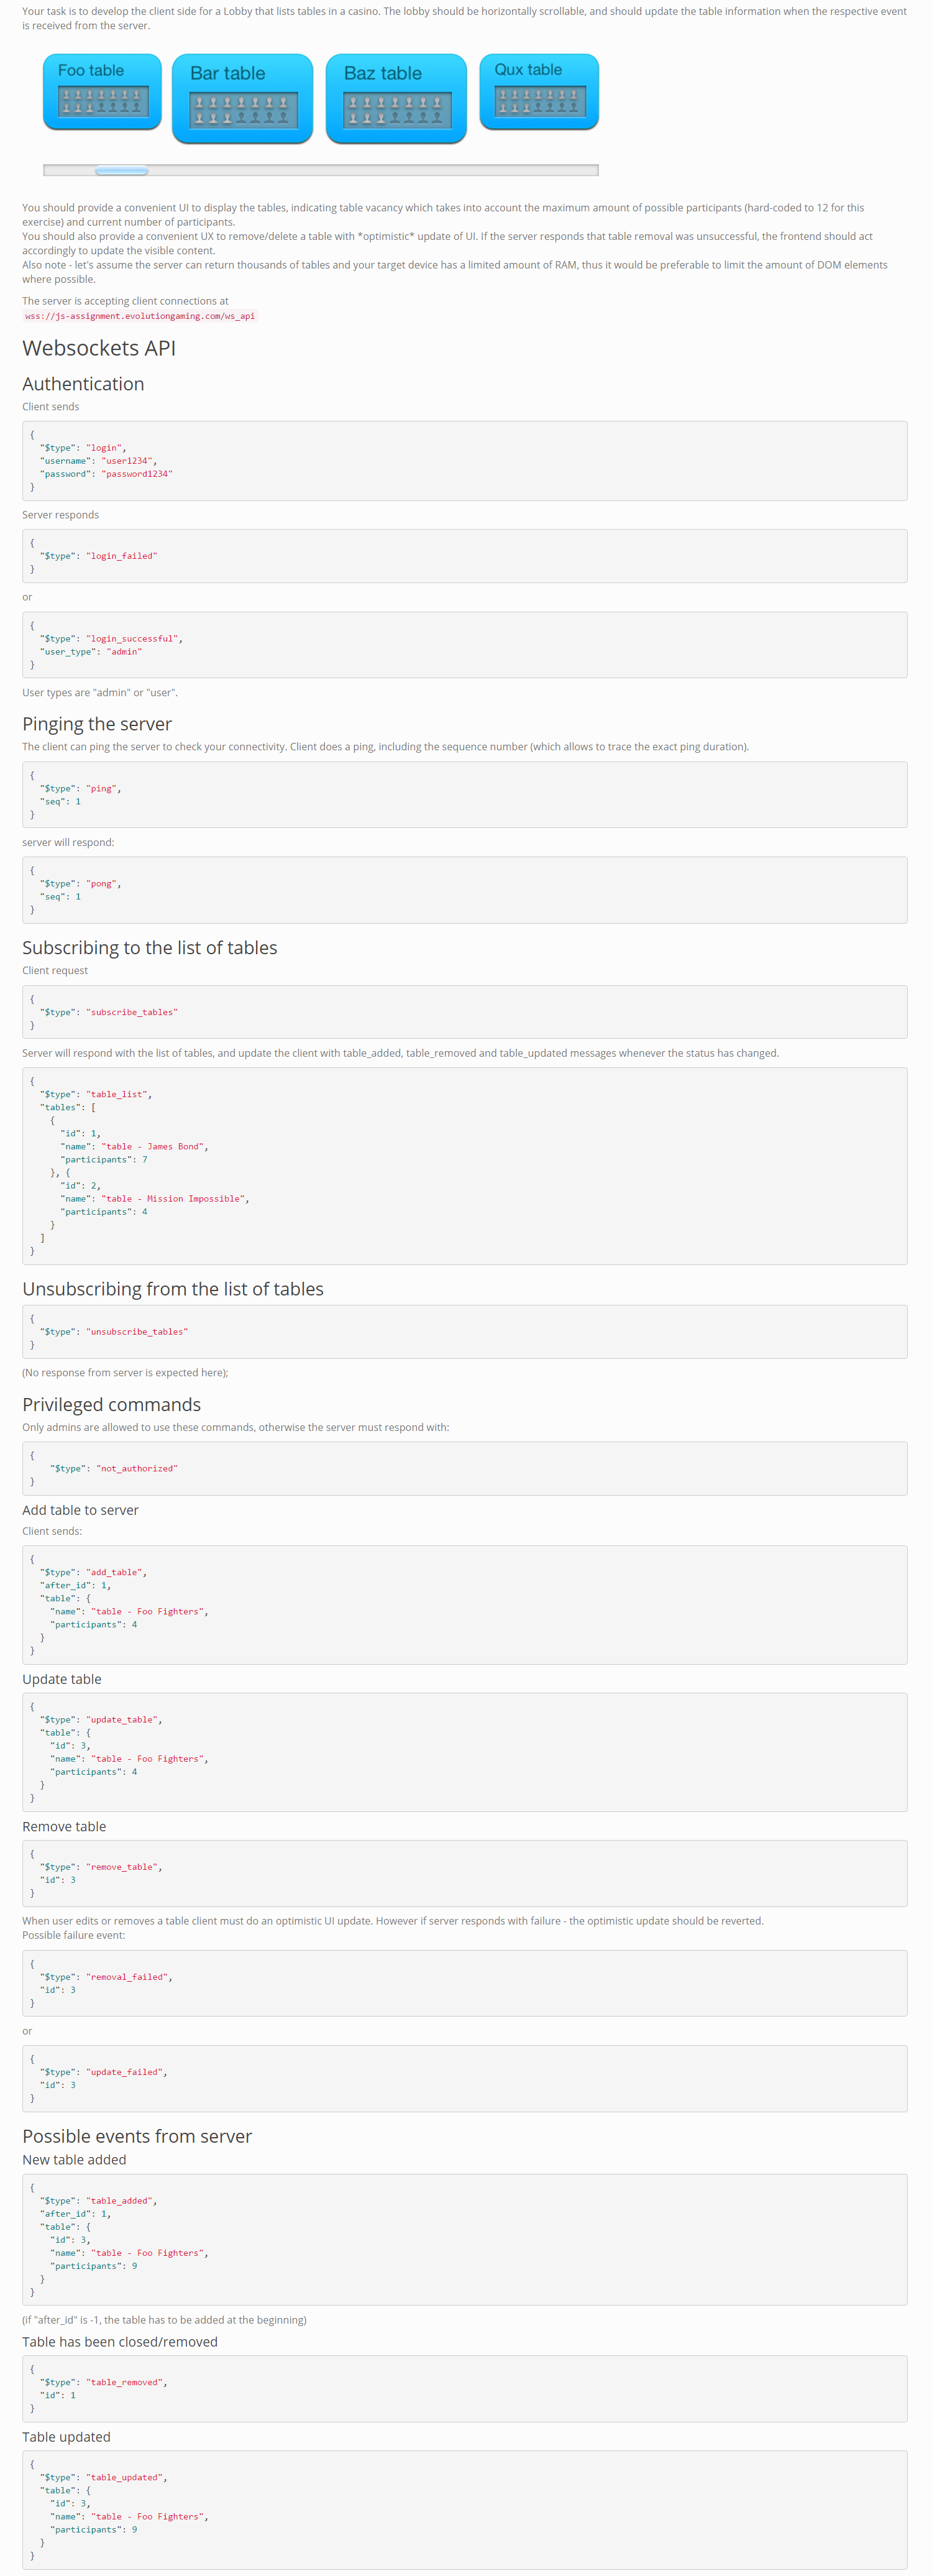 Your task is to develop the client side for a Lobby that lists tables in a casino. The lobby should be horizontally scrollable, and should update the table information when the respective event
is received from the server.
Foo table
Bar table
Baz table
Qux table
You should provide a convenient UI to display the tables, indicating table vacancy which takes into account the maximum amount of possible participants (hard-coded to 12 for this
exercise) and current number of participants.
You should also provide a convenient UX to remove/delete a table with *optimistic* update of UI. If the server responds that table removal was unsuccessful, the frontend should act
accordingly to update the visible content.
Also note - let's assume the server can return thousands of tables and your target device has a limited amount of RAM, thus it would be preferable to limit the amount of DOM elements
where possible.
The server is accepting client connections at
wss://js-assignment.evolutiongaming.com/ws_api
Websockets API
Authentication
Client sends
{
  "$type": "login",
  "username": "user1234",
  "password": "password1234"
}
Server responds
{
  "$type": "login_failed"
}
or
{
  "$type": "login_successful",
  "user_type": "admin"
}
User types are "admin" or "user".
Pinging the server
The client can ping the server to check your connectivity. Client does a ping, including the sequence number (which allows to trace the exact ping duration).
{
  "$type": "ping",
  "seq": 1
}
server will respond:
{
  "$type": "pong",
  "seq": 1
}
Subscribing to the list of tables
Client request
{
  "$type": "subscribe_tables"
}
Server will respond with the list of tables, and update the client with table_added, table_removed and table_updated messages whenever the status has changed.
{
  "$type": "table_list",
  "tables": [
    {
      "id": 1,
      "name": "table - James Bond",
      "participants": 7
    }, {
      "id": 2,
      "name": "table - Mission Impossible",
      "participants": 4
    }
  ]
}
Unsubscribing from the list of tables
{
  "$type": "unsubscribe_tables"
}
(No response from server is expected here);
Privileged commands
Only admins are allowed to use these commands, otherwise the server must respond with:
{
    "$type": "not_authorized"
}
Add table to server
Client sends:
{
  "$type": "add_table",
  "after_id": 1,
  "table": {
    "name": "table - Foo Fighters",
    "participants": 4
  }
}
Update table
{
  "$type": "update_table",
  "table": {
    "id": 3,
    "name": "table - Foo Fighters",
    "participants": 4
  }
}
Remove table
{
  "$type": "remove_table",
  "id": 3
}
When user edits or removes a table client must do an optimistic UI update. However if server responds with failure - the optimistic update should be reverted.
Possible failure event:
{
  "$type": "removal_failed",
  "id": 3
}
or
{
  "$type": "update_failed",
  "id": 3
}
Possible events from server
New table added
{
  "$type": "table_added",
  "after_id": 1,
  "table": {
    "id": 3,
    "name": "table - Foo Fighters",
    "participants": 9
  }
}
(if "after_id" is -1, the table has to be added at the beginning)
Table has been closed/removed
{
  "$type": "table_removed",
  "id": 1
}
Table updated
{
  "$type": "table_updated",
  "table": {
    "id": 3,
    "name": "table - Foo Fighters",
    "participants": 9
  }
}